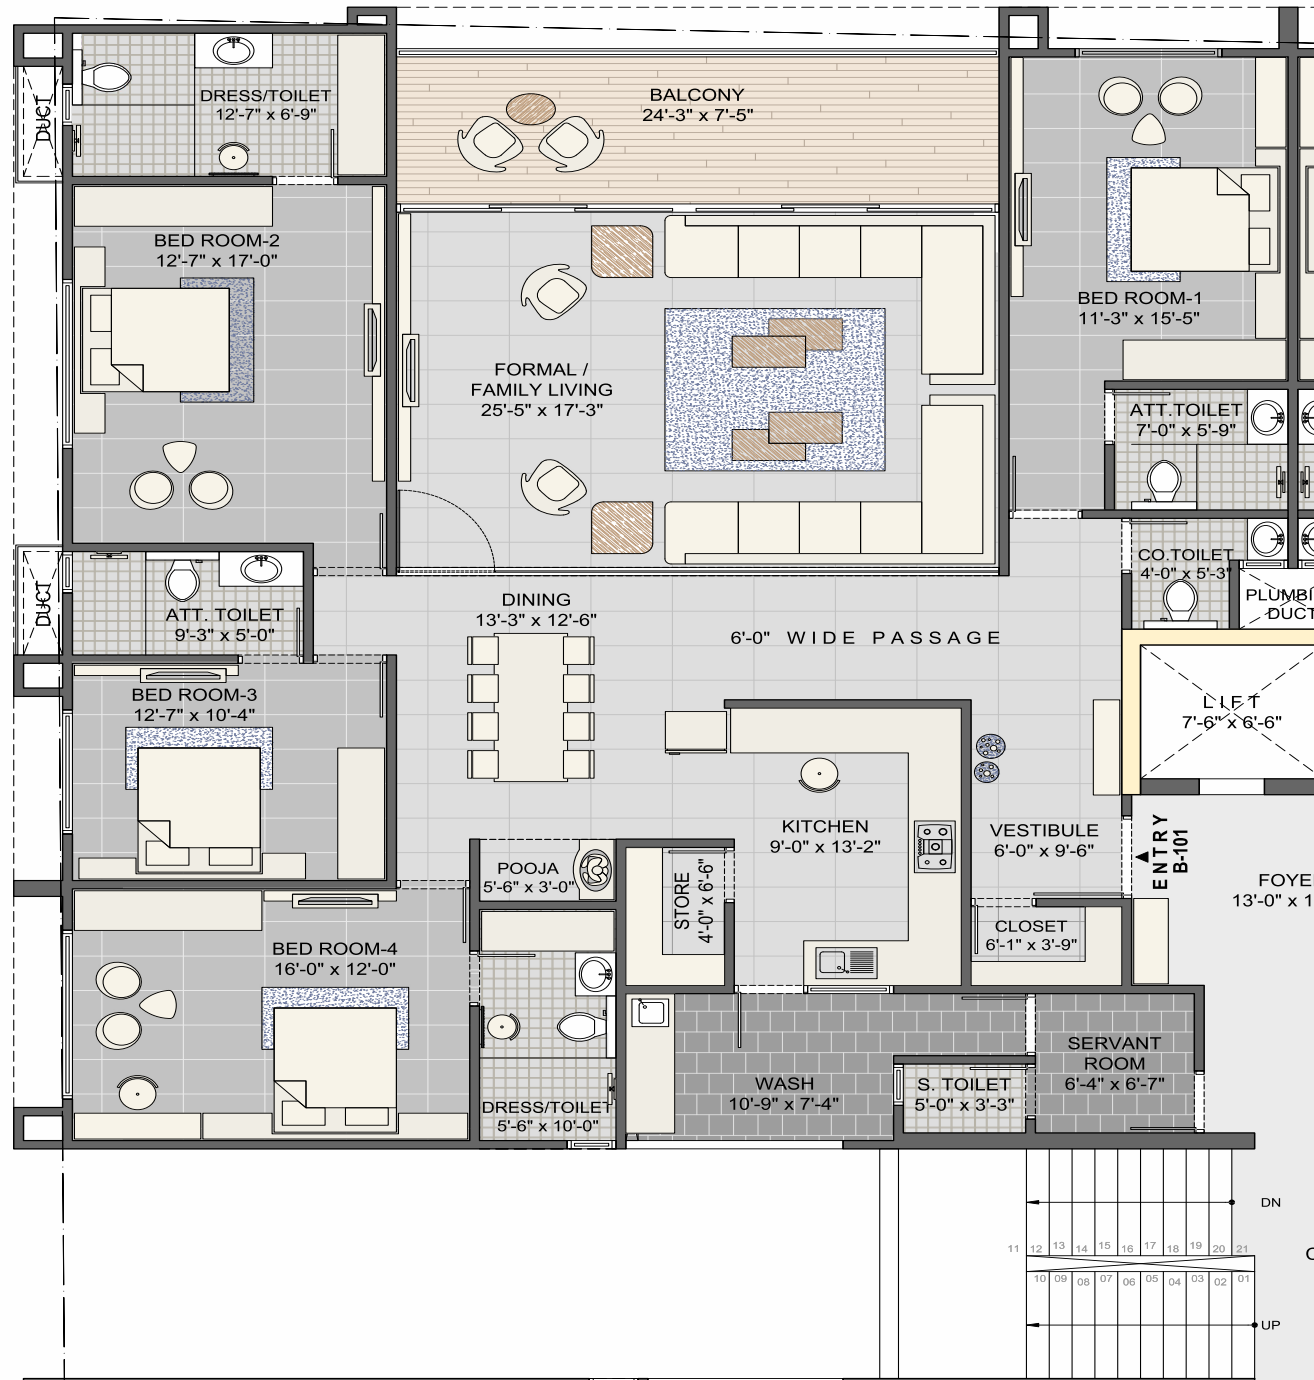 DUCT
DRESS/TOILET
12'-7" x 6'-9"
BALCONY
24'-3" x 7'-5"
BED ROOM-2
12'-7" x 17'-0"
BED ROOM-1
11'-3" x 15'-5"
FORMAL /
FAMILY LIVING
25'-5" x 17'-3"
ATT.TOILET
7'-0" x 5'-9"
CO.TOILET
4'-0" x 5'-3"
PLUMBI
DUCT
DUCT
ATT. TOILET
9'-3" x 5'-0"
DINING
13'-3" x 12'-6"
6'-0" WIDE PASSAGE
BED ROOM-3
12'-7" x 10'-4"
LIFT
7'-6" x 6'-6"
KITCHEN
9'-0" x 13'-2"
VESTIBULE
6'-0" x 9'-6"
ENTRY
B-101
POOJA
5'-6" x 3'-0"
STORE
4'-0" x 6'-6"
FOYE
13'-0" x 1
CLOSET
6'-1" x 3'-9"
BED ROOM-4
16'-0" x 12'-0"
SERVANT
ROOM
6'-4" x 6'-7"
WASH
10'-9" x 7'-4"
S. TOILET
5'-0" x 3'-3"
DRESS/TOILET
5'-6" x 10'-0"
DN
11 12 13 14 15 16 17 18 19 20 21
10 09 08 07 06 05 04 03 02 01
UP